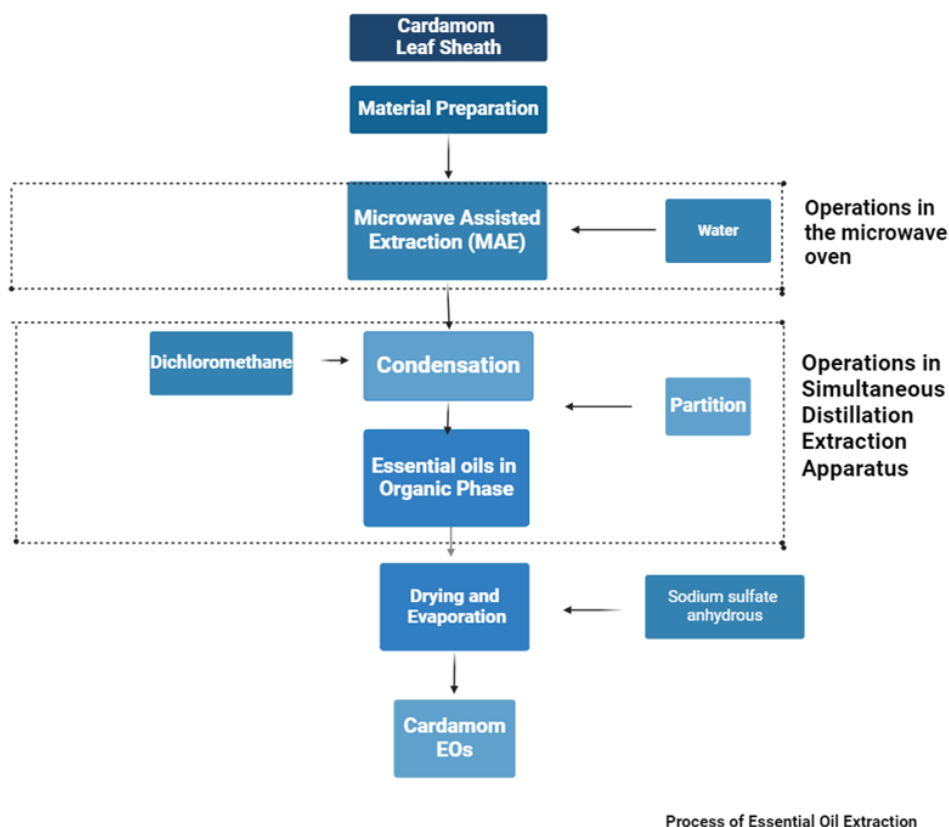 Cardamom
Leaf Sheath
Material Preparation
Microwave Assisted
Extraction (MAE)
Water
Operations in
the microwave
oven
Dichloromethane
Condensation
Partition
Operations in
Simultaneous
Distillation
Extraction
Apparatus
Essential oils in
Organic Phase
Drying and
Evaporation
Sodium sulfate
anhydrous
Cardamom
EOs
Process of Essential Oil Extraction